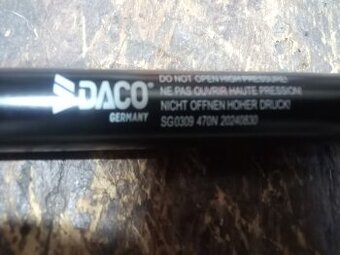 DACO®
GERMANY
DO NOT OPEN HIGH PRESSURE!
NE PAS OUVRIR HAUTE PRESSION!
NICHT OFFNEN HOHER DRUCK!
SG0309 470N 20240830